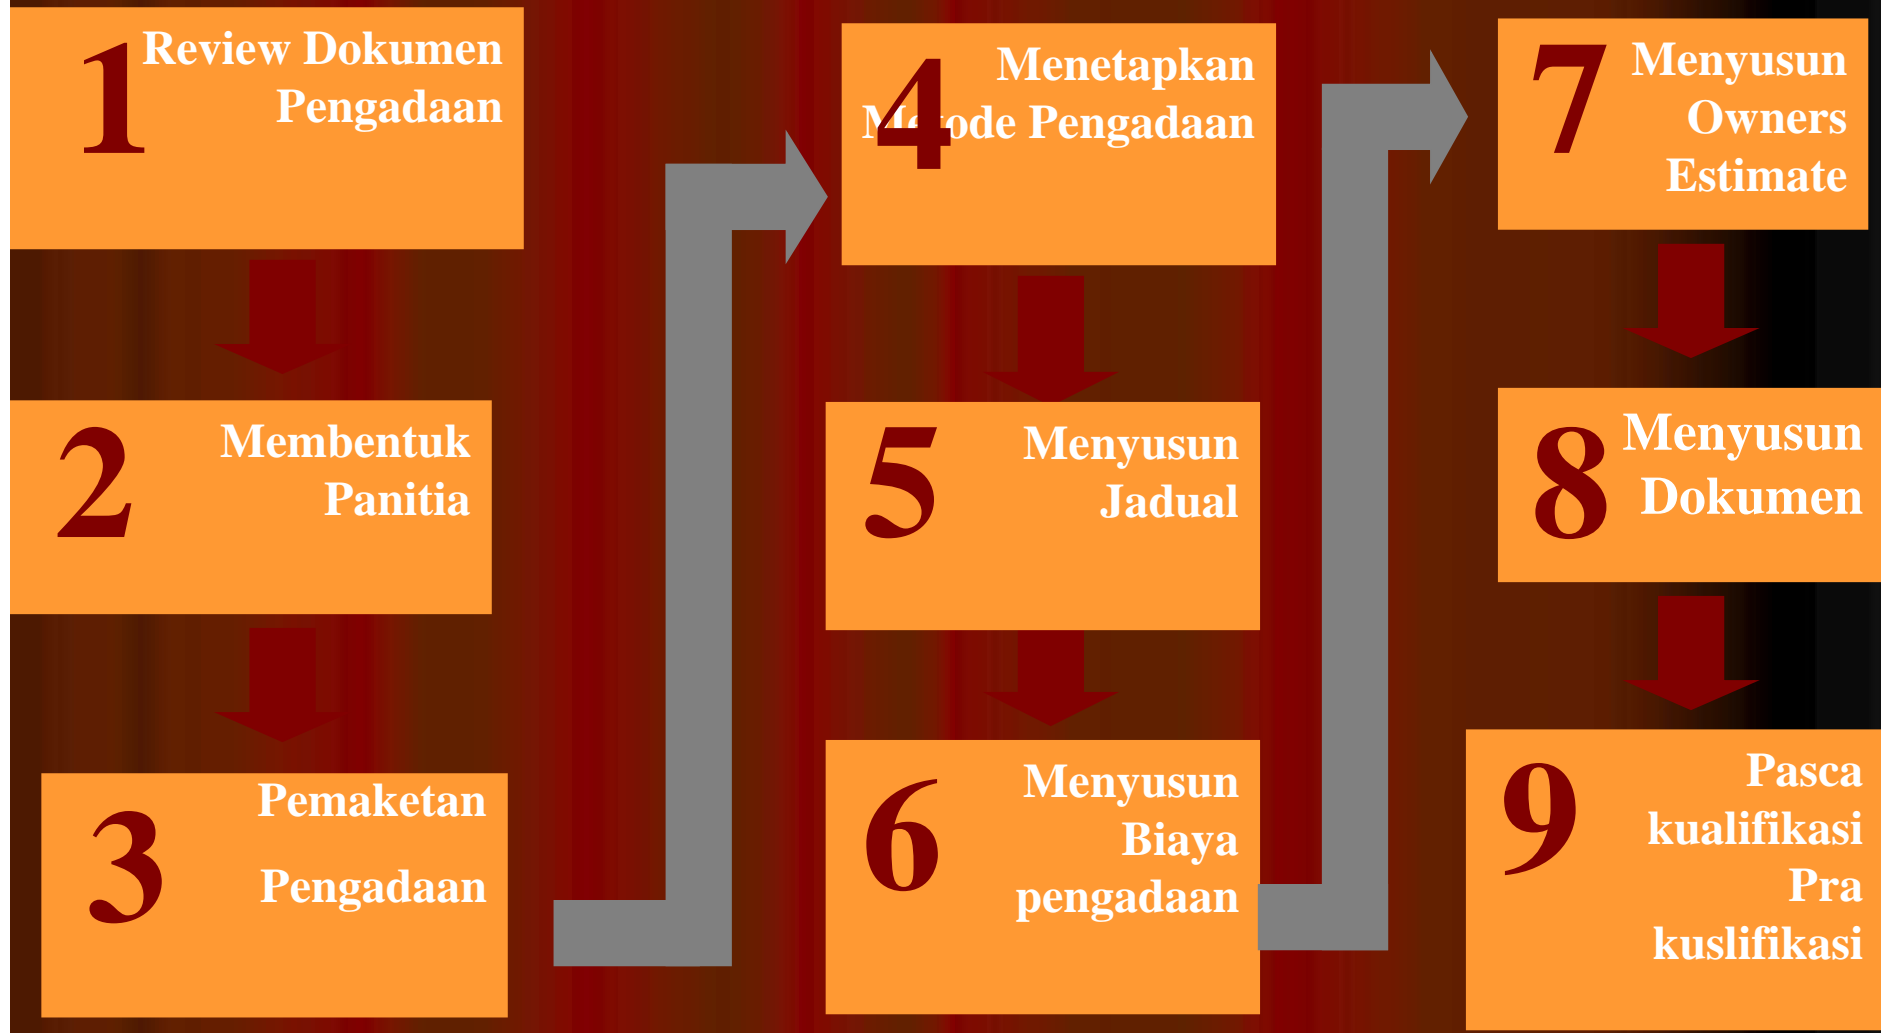 1
Review Dokumen
Pengadaan
2
Membentuk
Panitia
3
Pemaketan
Pengadaan
4
Menetapkan
Metode Pengadaan
5
Menyusun
Jadual
6
Menyusun
Biaya
pengadaan
7
Menyusun
Owners
Estimate
8
Menyusun
Dokumen
9
Pasca
kualifikasi
Pra
kuslifikasi